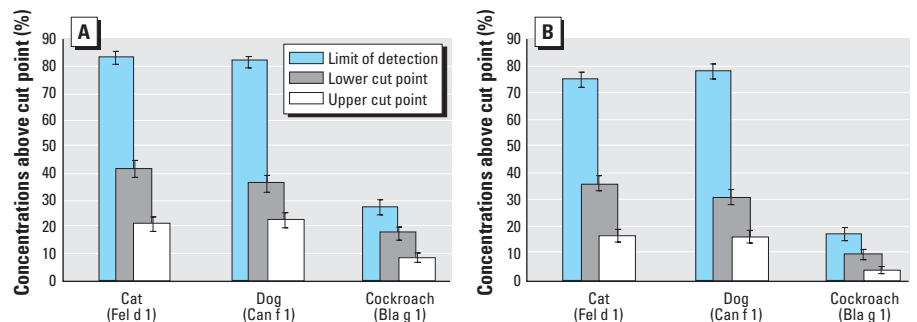 A
Concentrations above cut point (%)
90
80
70
60
50
40
30
20
10
0
Limit of detection
Lower cut point
Upper cut point
Cat
(Fel d 1)
Dog
(Can f 1)
Cockroach
(Bla g 1)
B
Concentrations above cut point (%)
90
80
70
60
50
40
30
20
10
0
Cat
(Fel d 1)
Dog
(Can f 1)
Cockroach
(Bla g 1)